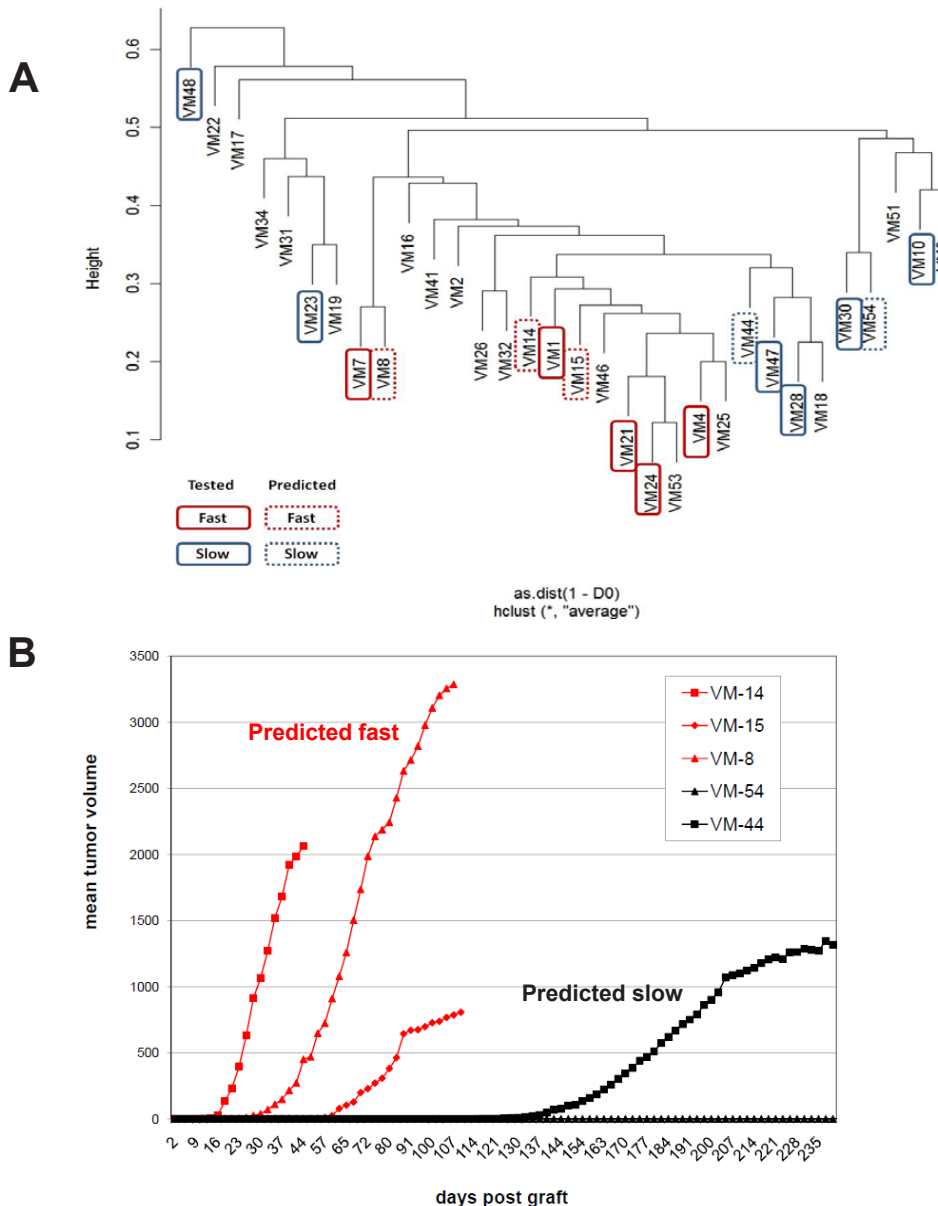 A
Height
0.6
0.5
0.4
0.3
0.2
0.1
VM48
VM22
VM17
VM34
VM31
VM23
VM19
VM7
VM8
VM16
VM41
VM2
VM26
VM32
VM14
VM1
VM15
VM46
VM21
VM24
VM53
VM4
VM25
VM44
VM47
VM28
VM18
VM30
VM54
VM51
VM10
Tested Predicted
Fast Fast
Slow Slow
as.dist(1 - D0)
hclust (*, "average")
B
mean tumor volume
3500
3000
2500
2000
1500
1000
500
0
Predicted fast
Predicted slow
VM-14
VM-15
VM-8
VM-54
VM-44
2 9 16 23 30 37 44 57 65 72 79 84 91 100 107 114 121 130 137 147 154 163 170 177 184 191 200 207 214 221 228 235
days post graft